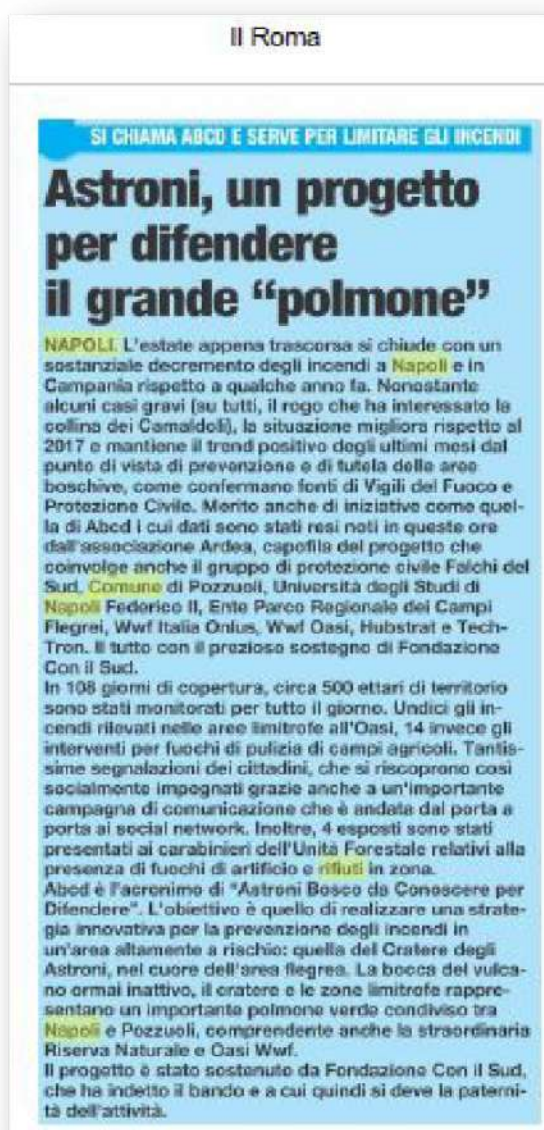 Il Roma
SI CHIAMA ABCD E SERVE PER LIMITARE GLI INCENDI
Astroni, un progetto
per difendere
il grande “polmone”
NAPOLI. L'estate appena trascorsa si chiude con un
sostanziale decremento degli incendi a Napoli e in
Campania rispetto a qualche anno fa. Nonostante
alcuni casi gravi (su tutti, il rogo che ha interessato la
collina dei Camaldoli), la situazione migliora rispetto al
2017 e mantiene il trend positivo degli ultimi mesi dal
punto di vista di prevenzione e di tutela delle aree
boschive, come confermano fonti di Vigili del Fuoco e
Protezione Civile. Merito anche di iniziative come quel-
la di Abcd i cui dati sono stati resi noti in queste ore
dall'associazione Ardea, capofila del progetto che
coinvolge anche il gruppo di protezione civile Falchi del
Sud, Comune di Pozzuoli, Università degli Studi di
Napoli Federico II, Ente Parco Regionale dei Campi
Flegrei, Wwf Italia Onlus, Wwf Oasi, Hubstrat e Tech-
Tron. Il tutto con il prezioso sostegno di Fondazione
Con il Sud.
In 108 giorni di copertura, circa 500 ettari di territorio
sono stati monitorati per tutto il giorno. Undici gli in-
cendi rilevati nelle aree limitrofe all'Oasi, 14 invece gli
interventi per fuochi di pulizia di campi agricoli. Tantis-
sime segnalazioni dei cittadini, che si riscoprono così
socialmente impegnati grazie anche a un'importante
campagna di comunicazione che è andata dal porta a
porta ai social network. Inoltre, 4 esposti sono stati
presentati ai carabinieri dell'Unità Forestale relativi alla
presenza di fuochi di artificio e rifiuti in zona.
Abcd è l'acronimo di "Astroni Bosco da Conoscere per
Difendere". L'obiettivo è quello di realizzare una strate-
gia innovativa per la prevenzione degli incendi in
un'area altamente a rischio: quella del Cratere degli
Astroni, nel cuore dell'area flegrea. La bocca del vulca-
no ormai inattivo, il cratere e le zone limitrofe rappre-
sentano un importante polmone verde condiviso tra
Napoli e Pozzuoli, comprendente anche la straordinaria
Riserva Naturale e Oasi Wwf.
Il progetto è stato sostenuto da Fondazione Con il Sud,
che ha indetto il bando e a cui quindi si deve la paterni-
tà dell'attività.